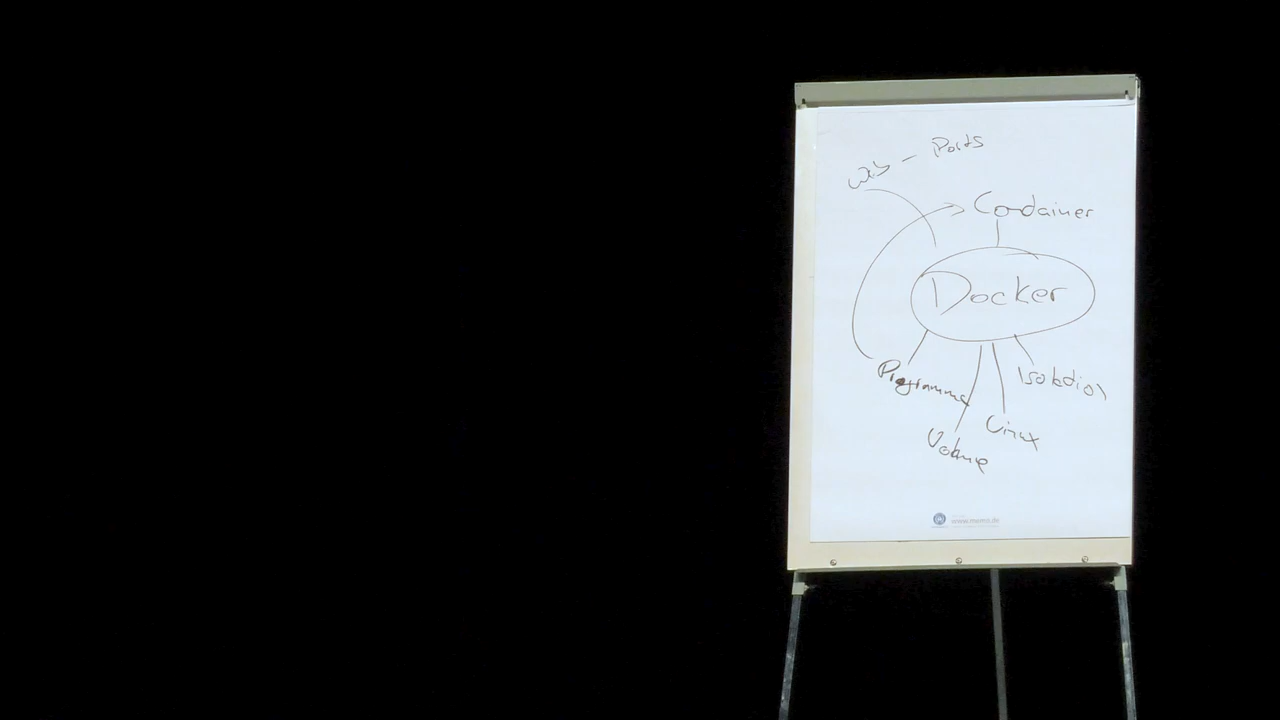 Web - Ports
Container
Docker
Programme
Isolation
Linux
Volume